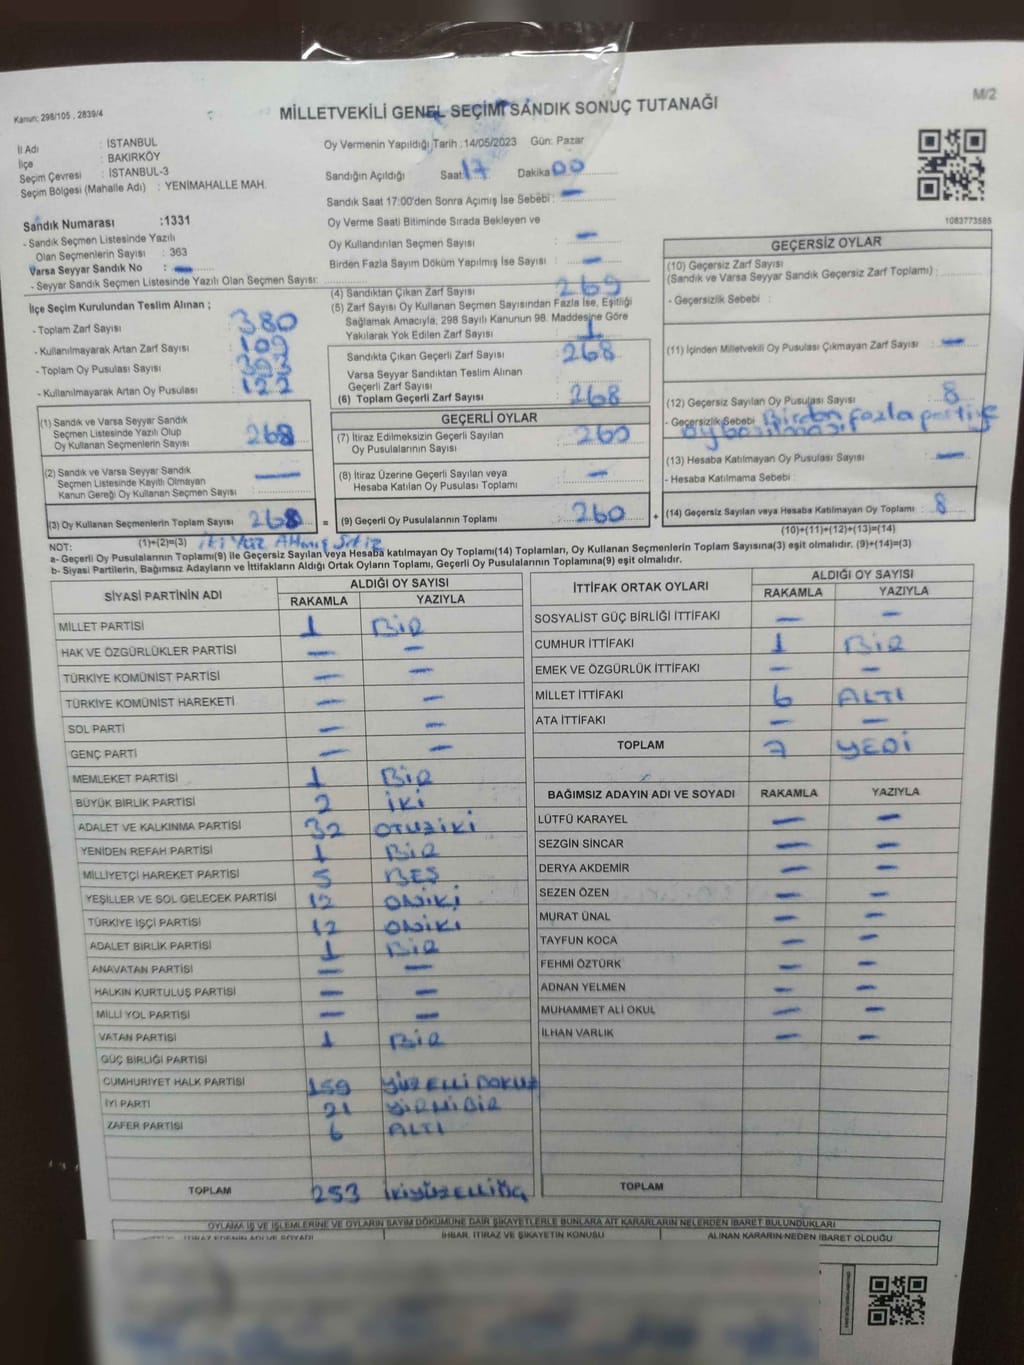 Kanun: 298/105 , 2839/4
MİLLETVEKİLİ GENEL SEÇİMİ SANDIK SONUÇ TUTANAĞI
M/2
İl Adı : İSTANBUL
İlçe : BAKIRKÖY
Seçim Çevresi : İSTANBUL-3
Seçim Bölgesi (Mahalle Adı) : YENİMAHALLE MAH.
Oy Vermenin Yapıldığı Tarih :14/05/2023 Gün: Pazar
Sandığın Açıldığı Saat 17 Dakika 00
Sandık Saat 17:00'den Sonra Açımış İse Sebebi : —
Oy Verme Saati Bitiminde Sırada Bekleyen ve
Oy Kullandırılan Seçmen Sayısı : —
Birden Fazla Sayım Döküm Yapılmış İse Sayısı : —
1083773585
Sandık Numarası :1331
- Sandık Seçmen Listesinde Yazılı
Olan Seçmenlerin Sayısı : 363
Varsa Seyyar Sandık No : —
- Seyyar Sandık Seçmen Listesinde Yazılı Olan Seçmen Sayısı:
İlçe Seçim Kurulundan Teslim Alınan ;
- Toplam Zarf Sayısı 380
- Kullanılmayarak Artan Zarf Sayısı :
- Toplam Oy Pusulası Sayısı
- Kullanılmayarak Artan Oy Pusulası : 122
(4) Sandıktan Çıkan Zarf Sayısı 269
(5) Zarf Sayısı Oy Kullanan Seçmen Sayısından Fazla İse, Eşitliği
Sağlamak Amacıyla, 298 Sayılı Kanunun 98. Maddesine Göre
Yakılarak Yok Edilen Zarf Sayısı : 1
Sandıkta Çıkan Geçerli Zarf Sayısı : 268
Varsa Seyyar Sandıktan Teslim Alınan
Geçerli Zarf Sayısı
(6) Toplam Geçerli Zarf Sayısı : 268
GEÇERSİZ OYLAR
(10) Geçersiz Zarf Sayısı
(Sandık ve Varsa Seyyar Sandık Geçersiz Zarf Toplamı) :
- Geçersizlik Sebebi :
(11) İçinden Milletvekili Oy Pusulası Çıkmayan Zarf Sayısı : —
(12) Geçersiz Sayılan Oy Pusulası Sayısı : 8
- Geçersizlik Sebebi : Birden fazla partiye
oy basılması
(13) Hesaba Katılmayan Oy Pusulası Sayısı : —
- Hesaba Katılmama Sebebi :
(14) Geçersiz Sayılan veya Hesaba Katılmayan Oy Toplamı : 8
(10)+(11)+(12)+(13)=(14)
(1) Sandık ve Varsa Seyyar Sandık
Seçmen Listesinde Yazılı Olup
Oy Kullanan Seçmenlerin Sayısı : 268
(2) Sandık ve Varsa Seyyar Sandık
Seçmen Listesinde Kayıtlı Olmayan
Kanun Gereği Oy Kullanan Seçmen Sayısı : —
(3) Oy Kullanan Seçmenlerin Toplam Sayısı : 268 =
GEÇERLİ OYLAR
(7) İtiraz Edilmeksizin Geçerli Sayılan
Oy Pusulalarının Sayısı : 260
(8) İtiraz Üzerine Geçerli Sayılan veya
Hesaba Katılan Oy Pusulası Toplamı : —
(9) Geçerli Oy Pusulalarının Toplamı : 260 +
NOT: (1)+(2)=(3) İki Yüz Altmış Sekiz
a- Geçerli Oy Pusulalarının Toplamı(9) ile Geçersiz Sayılan veya Hesaba katılmayan Oy Toplamı(14) Toplamları, Oy Kullanan Seçmenlerin Toplam Sayısına(3) eşit olmalıdır. (9)+(14)=(3)
b- Siyasi Partilerin, Bağımsız Adayların ve İttifakların Aldığı Ortak Oyların Toplamı, Geçerli Oy Pusulalarının Toplamına(9) eşit olmalıdır.
SİYASİ PARTİNİN ADI ALDIĞI OY SAYISI
RAKAMLA YAZIYLA
MİLLET PARTİSİ 1 BİR
HAK VE ÖZGÜRLÜKLER PARTİSİ — —
TÜRKİYE KOMÜNİST PARTİSİ — —
TÜRKİYE KOMÜNİST HAREKETİ — —
SOL PARTİ — —
GENÇ PARTİ — —
MEMLEKET PARTİSİ 1 BİR
BÜYÜK BİRLİK PARTİSİ 2 İKİ
ADALET VE KALKINMA PARTİSİ 32 OTUZİKİ
YENİDEN REFAH PARTİSİ 1 BİR
MİLLİYETÇİ HAREKET PARTİSİ 5 BEŞ
YEŞİLLER VE SOL GELECEK PARTİSİ 12 ONİKİ
TÜRKİYE İŞÇİ PARTİSİ 12 ONİKİ
ADALET BİRLİK PARTİSİ 1 BİR
ANAVATAN PARTİSİ — —
HALKIN KURTULUŞ PARTİSİ — —
MİLLİ YOL PARTİSİ — —
VATAN PARTİSİ 1 BİR
GÜÇ BİRLİĞİ PARTİSİ
CUMHURİYET HALK PARTİSİ 159 YÜZELLİDOKUZ
İYİ PARTİ 21 YİRMİBİR
ZAFER PARTİSİ 6 ALTI
TOPLAM 253 İKİYÜZELLİÜÇ
İTTİFAK ORTAK OYLARI ALDIĞI OY SAYISI
RAKAMLA YAZIYLA
SOSYALİST GÜÇ BİRLİĞİ İTTİFAKI — —
CUMHUR İTTİFAKI 1 BİR
EMEK VE ÖZGÜRLÜK İTTİFAKI — —
MİLLET İTTİFAKI 6 ALTI
ATA İTTİFAKI — —
TOPLAM 7 YEDİ
BAĞIMSIZ ADAYIN ADI VE SOYADI RAKAMLA YAZIYLA
LÜTFÜ KARAYEL — —
SEZGİN SİNCAR — —
DERYA AKDEMİR — —
SEZEN ÖZEN — —
MURAT ÜNAL — —
TAYFUN KOCA — —
FEHMİ ÖZTÜRK — —
ADNAN YELMEN — —
MUHAMMET ALİ OKUL — —
İLHAN VARLIK — —
TOPLAM
OYLAMA İŞ VE İŞLEMLERİNE VE OYLARIN SAYIM DÖKÜMÜNE DAİR ŞİKAYETLERLE BUNLARA AİT KARARLARIN NELERDEN İBARET BULUNDUKLARI
İTİRAZ EDENİN ADI VE SOYADI İHBAR, İTİRAZ VE ŞİKAYETİN KONUSU ALINAN KARARIN NEDEN İBARET OLDUĞU